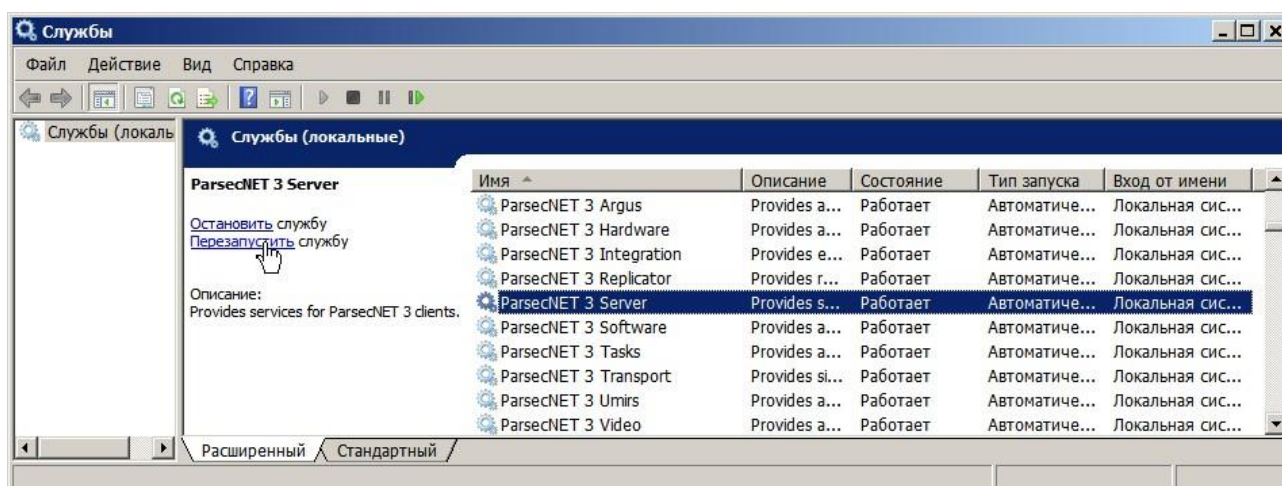 Службы
Файл Действие Вид Справка
Службы (локаль
Службы (локальные)
ParsecNET 3 Server
Остановить службу
Перезапустить службу
Описание:
Provides services for ParsecNET 3 clients.
Имя Описание Состояние Тип запуска Вход от имени
ParsecNET 3 Argus Provides a... Работает Автоматиче... Локальная сис...
ParsecNET 3 Hardware Provides a... Работает Автоматиче... Локальная сис...
ParsecNET 3 Integration Provides e... Работает Автоматиче... Локальная сис...
ParsecNET 3 Replicator Provides r... Работает Автоматиче... Локальная сис...
ParsecNET 3 Server Provides s... Работает Автоматиче... Локальная сис...
ParsecNET 3 Software Provides a... Работает Автоматиче... Локальная сис...
ParsecNET 3 Tasks Provides a... Работает Автоматиче... Локальная сис...
ParsecNET 3 Transport Provides si... Работает Автоматиче... Локальная сис...
ParsecNET 3 Umirs Provides a... Работает Автоматиче... Локальная сис...
ParsecNET 3 Video Provides a... Работает Автоматиче... Локальная сис...
Расширенный Стандартный